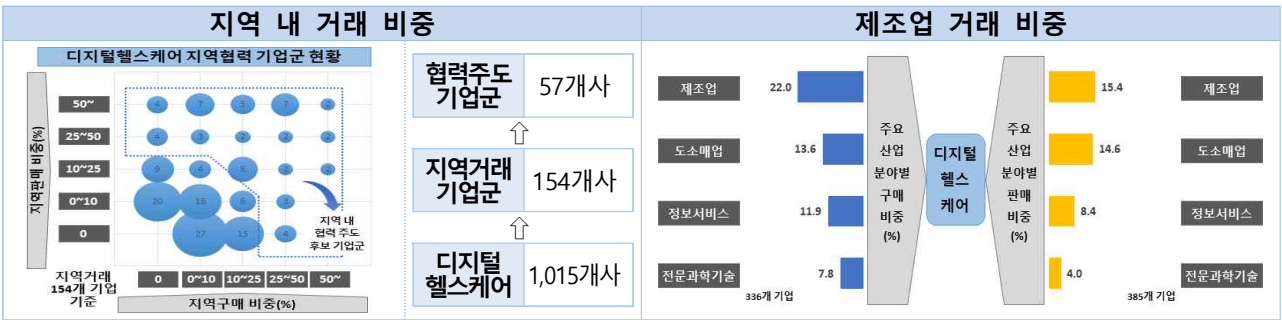 지역 내 거래 비중
제조업 거래 비중
디지털헬스케어 지역협력 기업군 현황
지역판매 비중(%)
50~
4 7 5 7 2
25~50
4 3 2 2 2
10~25
9 4 8 2 2
0~10
20 16 6 3
0
27 15 4
지역 내
협력 주도
후보 기업군
지역거래
154개 기업
기준
0 0~10 10~25 25~50 50~
지역구매 비중(%)
협력주도
기업군
57개사
⇧
지역거래
기업군
154개사
⇧
디지털
헬스케어
1,015개사
제조업 22.0
도소매업 13.6
정보서비스 11.9
전문과학기술 7.8
336개 기업
주요
산업
분야별
구매
비중
(%)
디지털
헬스
케어
주요
산업
분야별
판매
비중
(%)
15.4 제조업
14.6 도소매업
8.4 정보서비스
4.0 전문과학기술
385개 기업